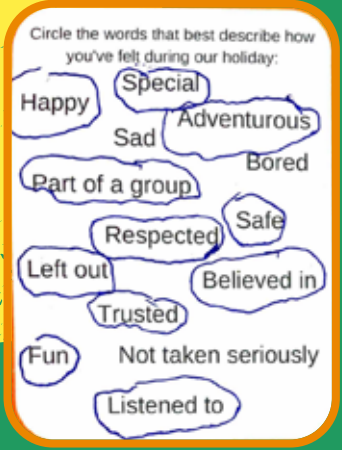 Circle the words that best describe how
you've felt during our holiday:
Special
Happy
Adventurous
Sad
Bored
Part of a group
Safe
Respected
Left out
Believed in
Trusted
Fun
Not taken seriously
Listened to